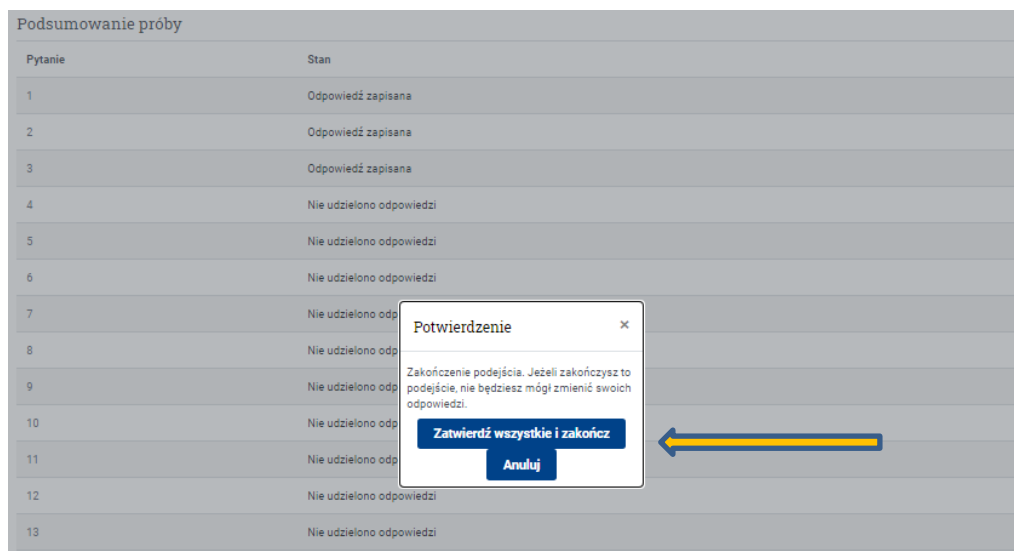 Podsumowanie próby
Pytanie Stan
1 Odpowiedź zapisana
2 Odpowiedź zapisana
3 Odpowiedź zapisana
4 Nie udzielono odpowiedzi
5 Nie udzielono odpowiedzi
6 Nie udzielono odpowiedzi
7 Nie udzielono odp
8 Nie udzielono odp
9 Nie udzielono odp
10 Nie udzielono odp
11 Nie udzielono odp
12 Nie udzielono odpowiedzi
13 Nie udzielono odpowiedzi
Potwierdzenie ×
Zakończenie podejścia. Jeżeli zakończysz to
podejście, nie będziesz mógł zmienić swoich
odpowiedzi.
Zatwierdź wszystkie i zakończ
Anuluj